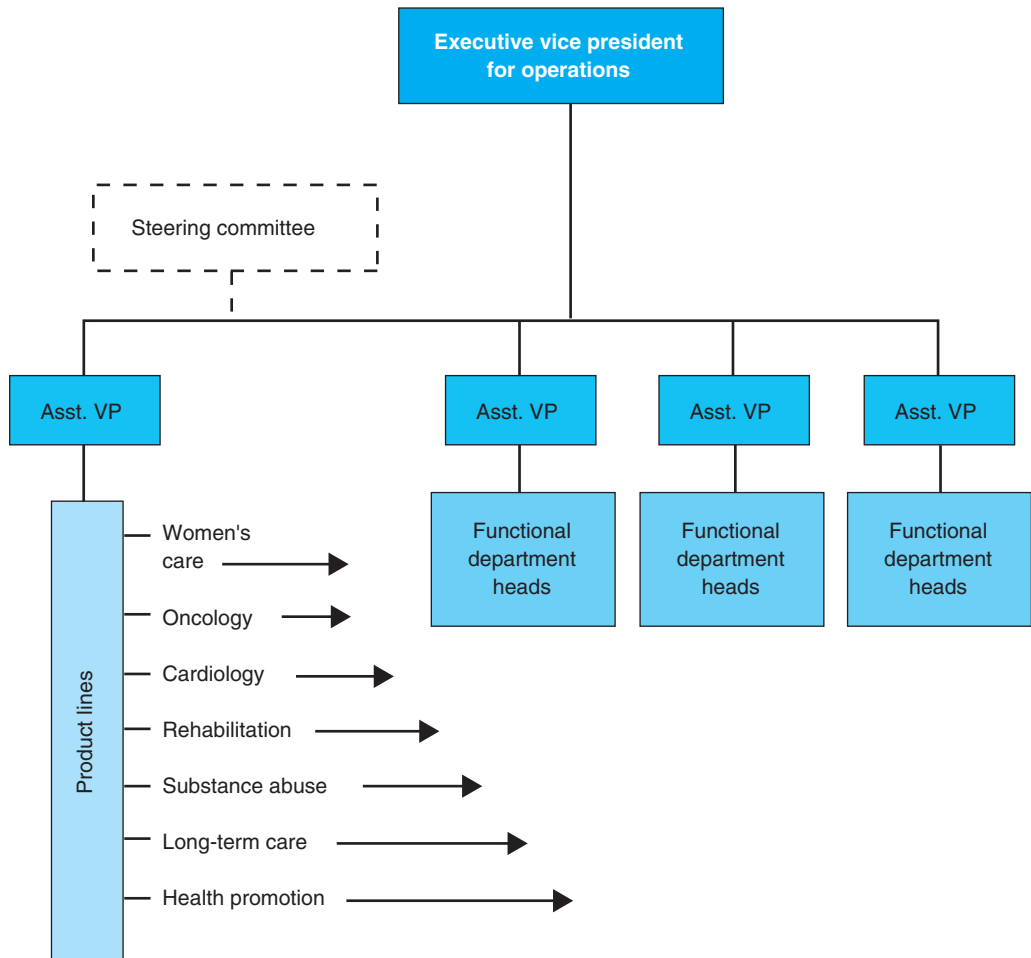 Executive vice president
for operations
Steering committee
Asst. VP
Asst. VP
Asst. VP
Asst. VP
Product lines
Women's
care
Oncology
Cardiology
Rehabilitation
Substance abuse
Long-term care
Health promotion
Functional
department
heads
Functional
department
heads
Functional
department
heads